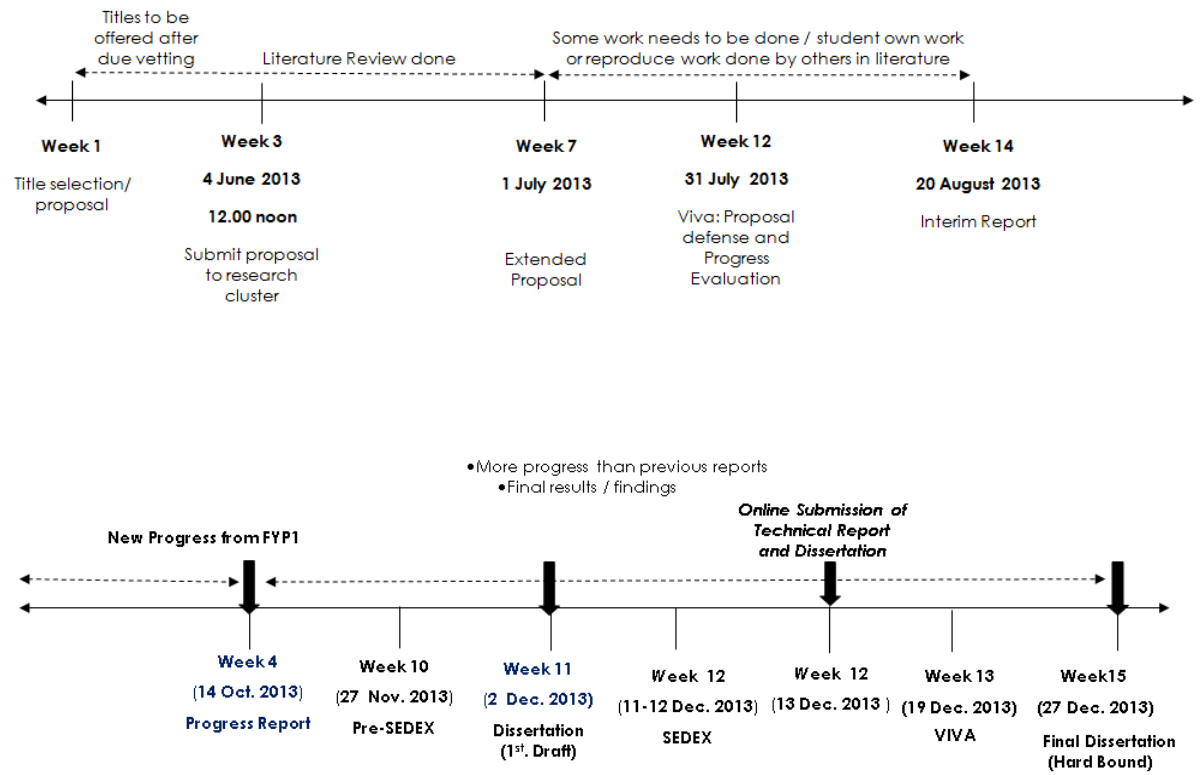 Titles to be
offered after
due vetting
Literature Review done
Some work needs to be done / student own work
or reproduce work done by others in literature
Week 1
Title selection/
proposal
Week 3
4 June 2013
12.00 noon
Submit proposal
to research
cluster
Week 7
1 July 2013
Extended
Proposal
Week 12
31 July 2013
Viva: Proposal
defense and
Progress
Evaluation
Week 14
20 August 2013
Interim Report
•More progress than previous reports
•Final results / findings
New Progress from FYP1
Online Submission of
Technical Report
and Dissertation
Week 4
(14 Oct. 2013)
Progress Report
Week 10
(27 Nov. 2013)
Pre-SEDEX
Week 11
(2 Dec. 2013)
Dissertation
(1st. Draft)
Week 12
(11-12 Dec. 2013)
SEDEX
Week 12
(13 Dec. 2013 )
Week 13
(19 Dec. 2013)
VIVA
Week15
(27 Dec. 2013)
Final Dissertation
(Hard Bound)